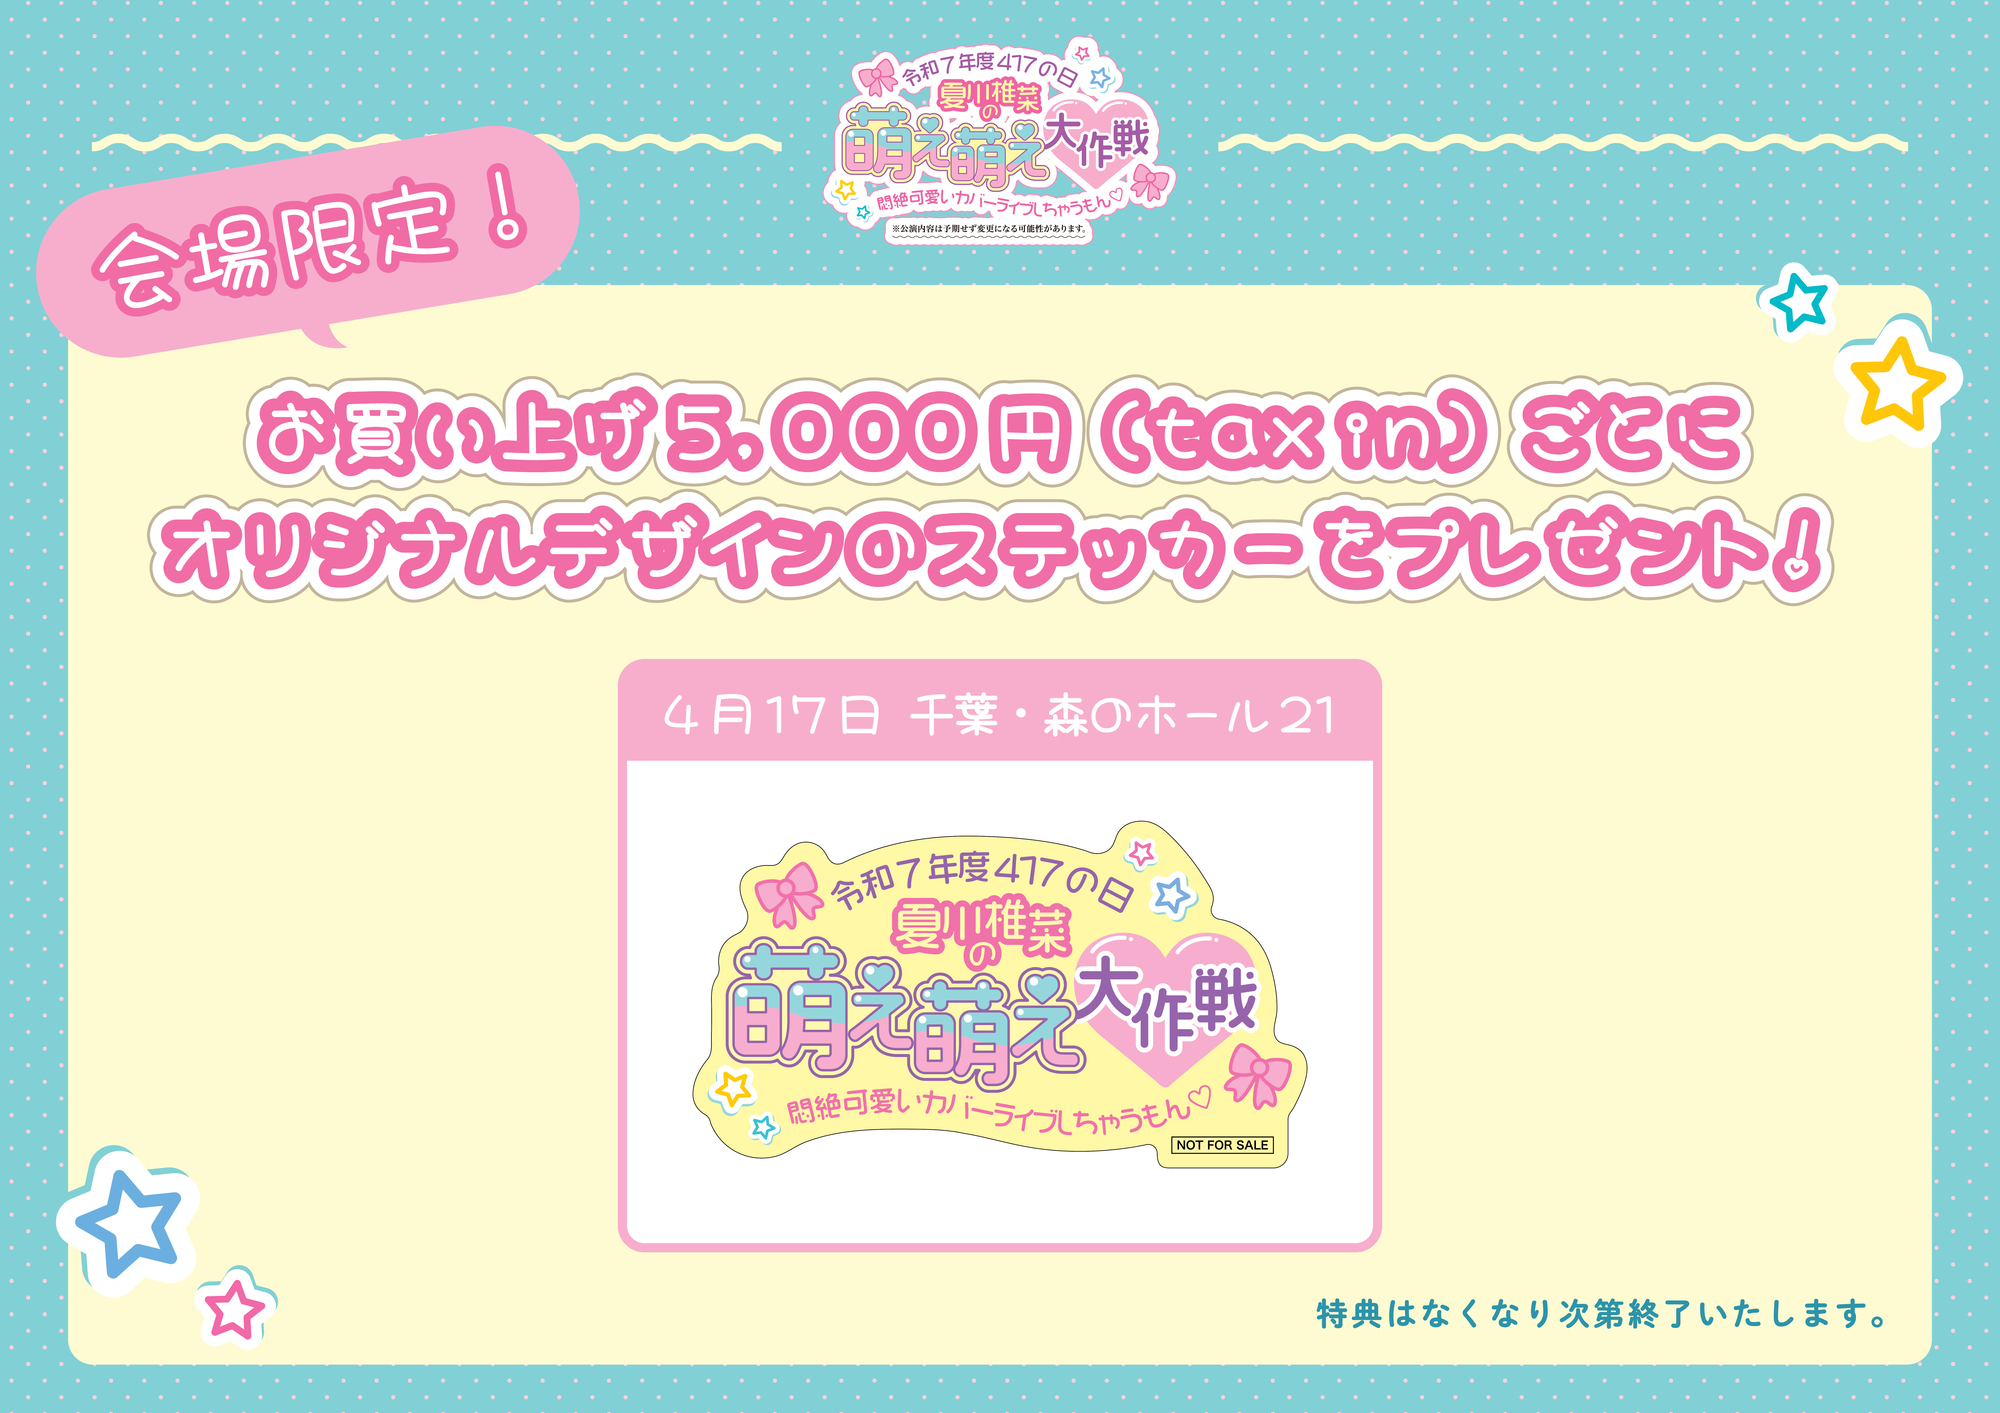 令和7年度417の日
夏川椎菜
の
萌え萌え大作戦
悶絶可愛いカバーライブしちゃうもん♡
※公演内容は予期せず変更になる可能性があります。
会場限定!
お買い上げ5,000円(tax in)ごとに
オリジナルデザインのステッカーをプレゼント!
4月17日 千葉・森のホール21
令和7年度417の日
夏川椎菜
の
萌え萌え大作戦
悶絶可愛いカバーライブしちゃうもん♡
NOT FOR SALE
特典はなくなり次第終了いたします。